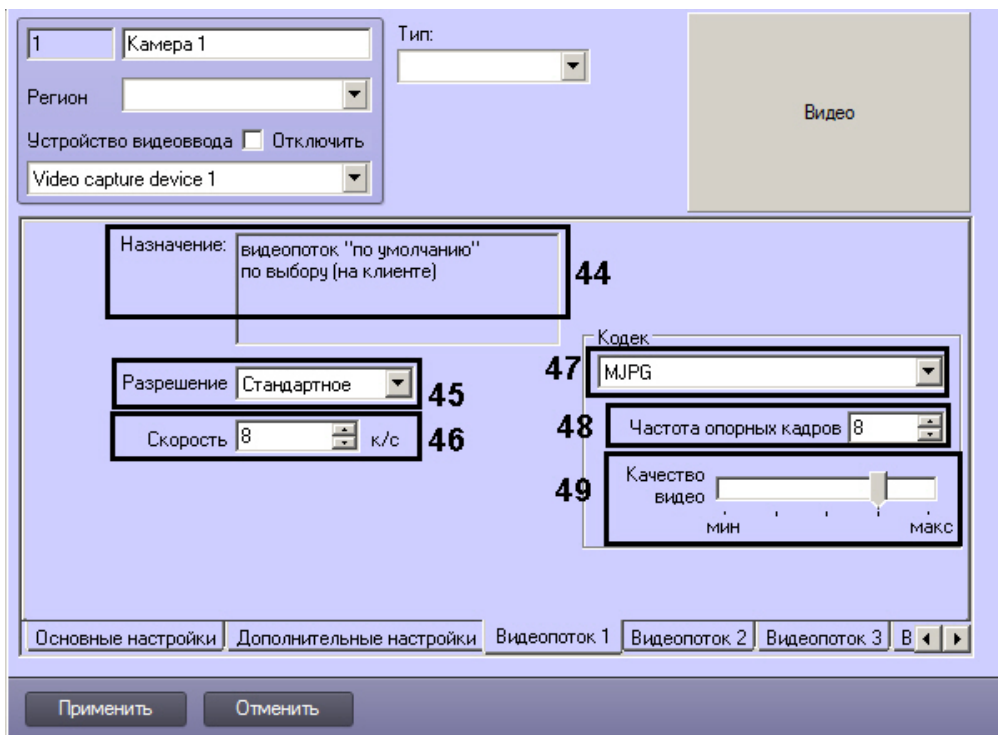 1
Камера 1
Тип:
Регион
Устройство видеоввода
Отключить
Video capture device 1
Видео
Назначение:
видеопоток "по умолчанию"
по выбору (на клиенте)
44
Разрешение
Стандартное
45
Скорость
8
к/с
46
Кодек
47
MJPG
48
Частота опорных кадров
8
49
Качество
видео
мин
макс
Основные настройки
Дополнительные настройки
Видеопоток 1
Видеопоток 2
Видеопоток 3
В
Применить
Отменить